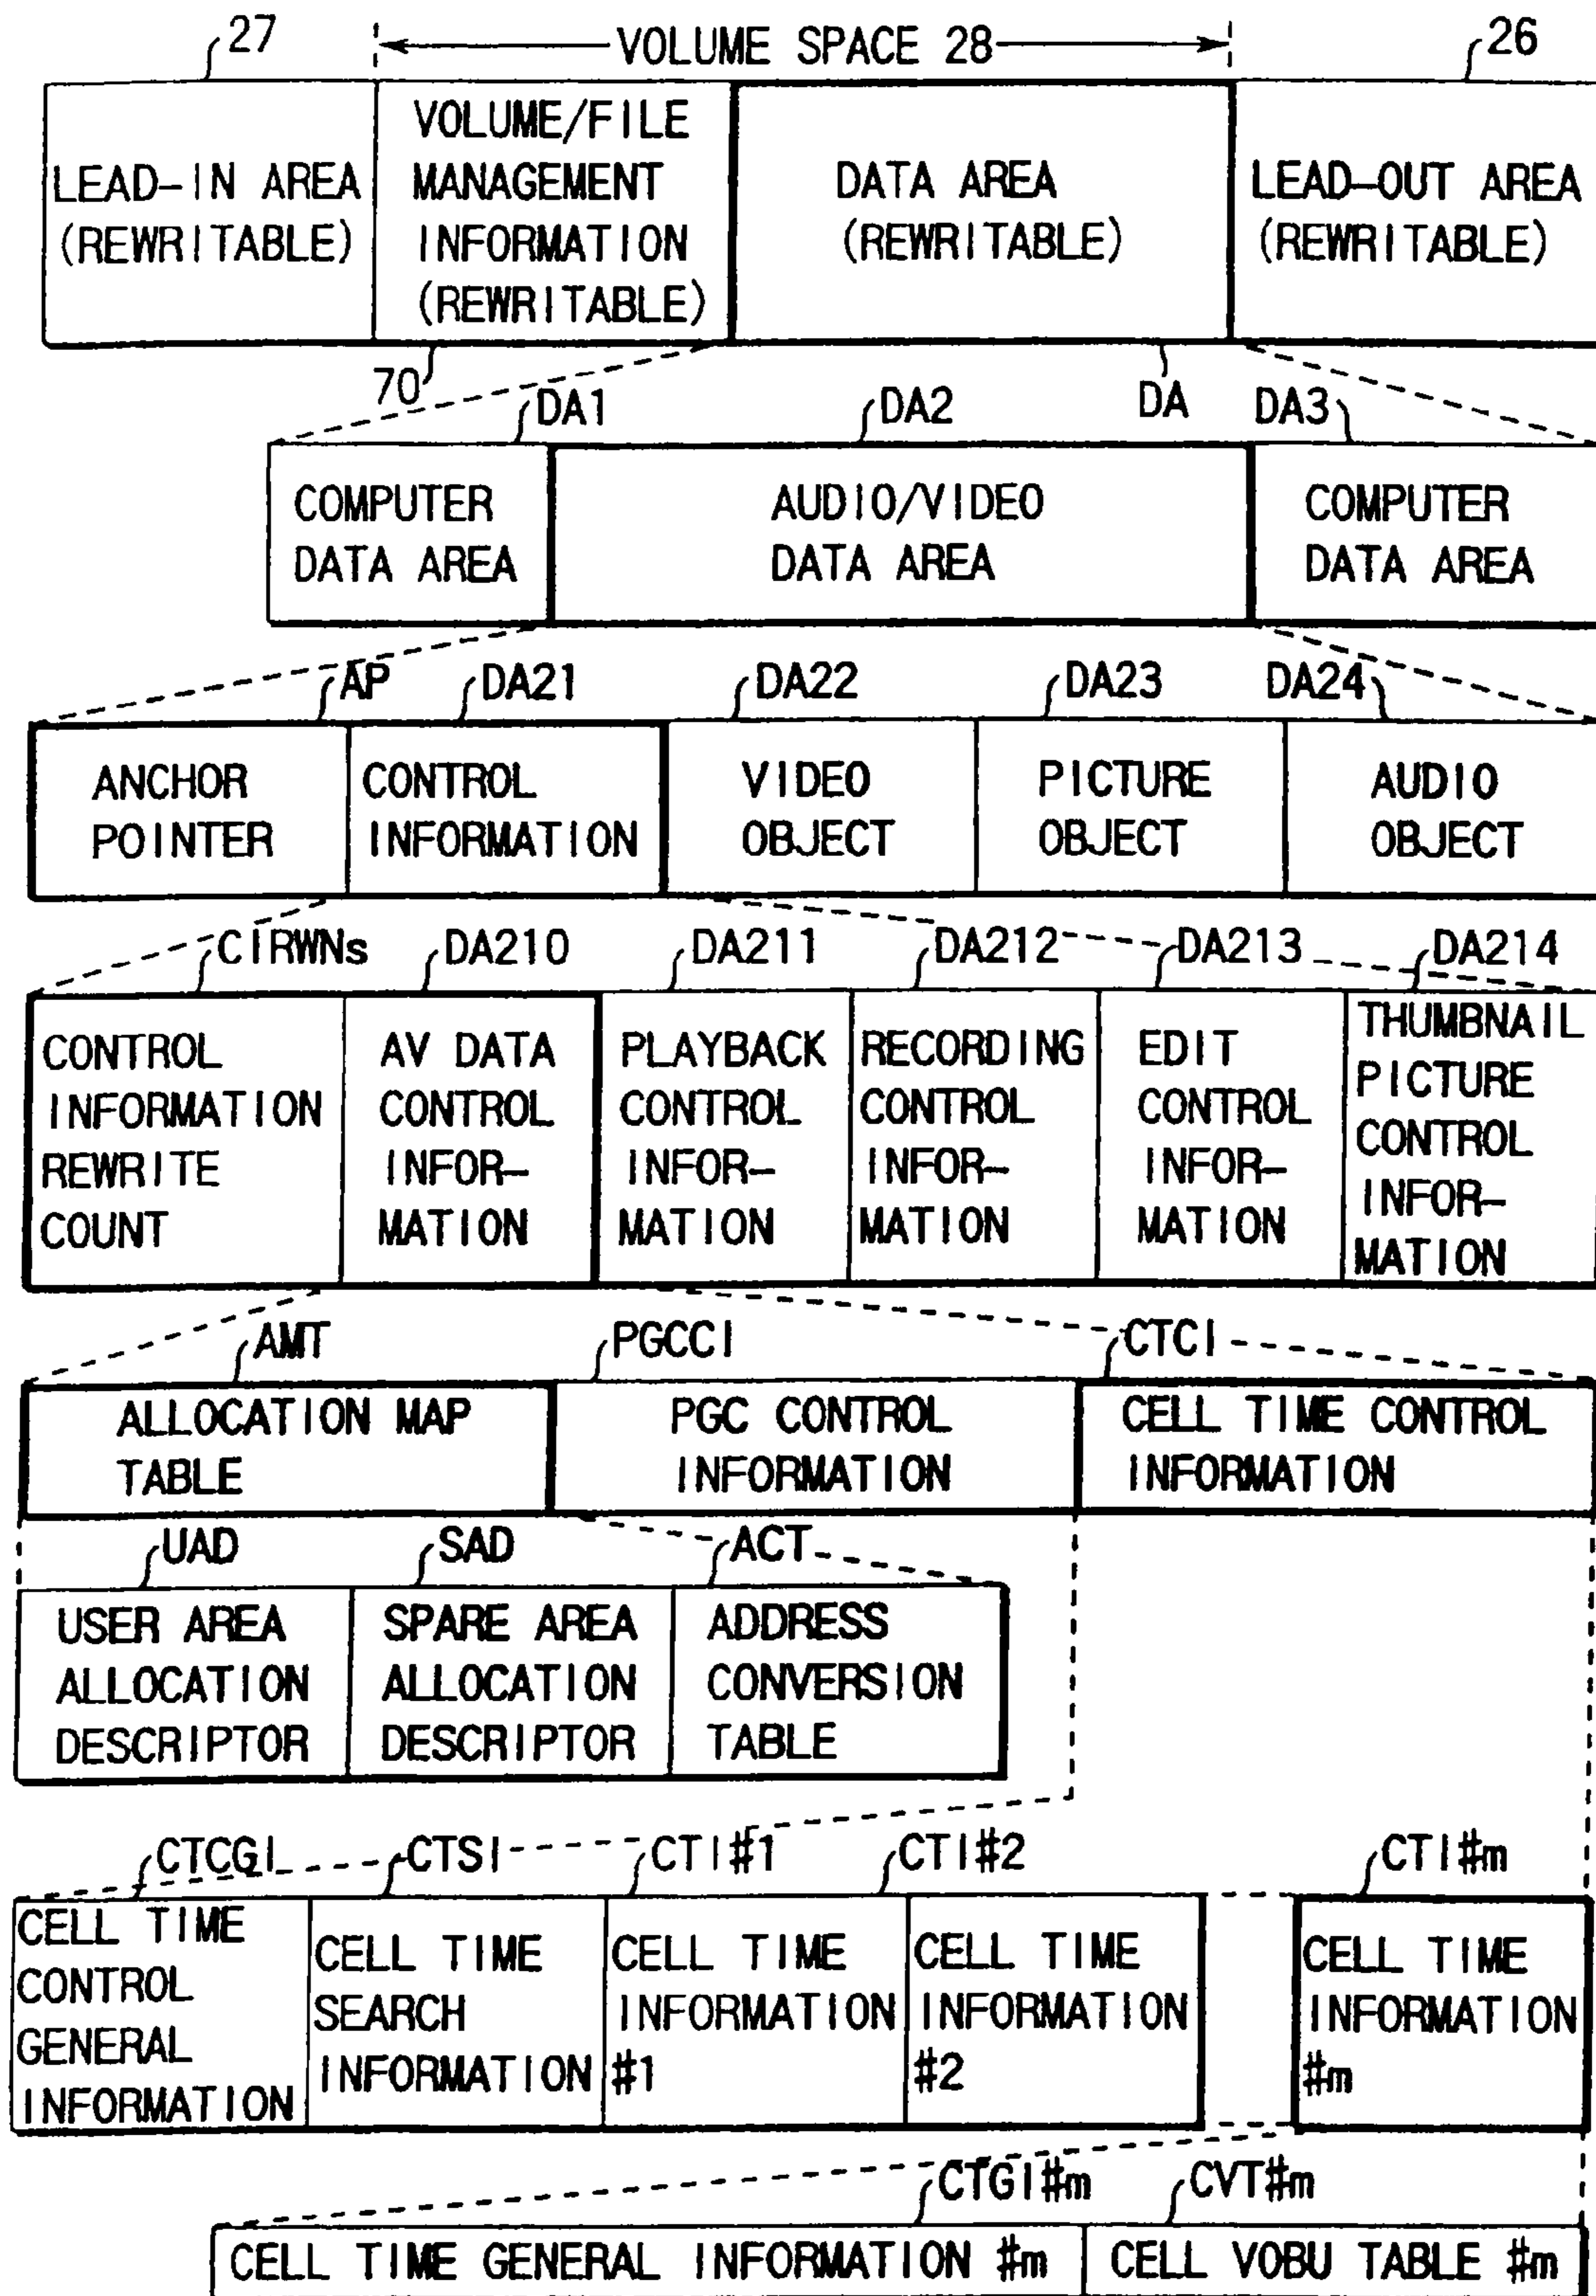 27
VOLUME SPACE 28
26
LEAD-IN AREA
(REWRITABLE)
VOLUME/FILE
MANAGEMENT
INFORMATION
(REWRITABLE)
DATA AREA
(REWRITABLE)
LEAD-OUT AREA
(REWRITABLE)
70
DA
DA1
DA2
DA3
COMPUTER
DATA AREA
AUDIO/VIDEO
DATA AREA
COMPUTER
DATA AREA
AP
DA21
DA22
DA23
DA24
ANCHOR
POINTER
CONTROL
INFORMATION
VIDEO
OBJECT
PICTURE
OBJECT
AUDIO
OBJECT
CIRWNs
DA210
DA211
DA212
DA213
DA214
CONTROL
INFORMATION
REWRITE
COUNT
AV DATA
CONTROL
INFOR-
MATION
PLAYBACK
CONTROL
INFOR-
MATION
RECORDING
CONTROL
INFOR-
MATION
EDIT
CONTROL
INFOR-
MATION
THUMBNAIL
PICTURE
CONTROL
INFOR-
MATION
AMT
PGCCI
CTCI
ALLOCATION MAP
TABLE
PGC CONTROL
INFORMATION
CELL TIME CONTROL
INFORMATION
UAD
SAD
ACT
USER AREA
ALLOCATION
DESCRIPTOR
SPARE AREA
ALLOCATION
DESCRIPTOR
ADDRESS
CONVERSION
TABLE
CTCGI
CTSI
CTI#1
CTI#2
CTI#m
CELL TIME
CONTROL
GENERAL
INFORMATION
CELL TIME
SEARCH
INFORMATION
CELL TIME
INFORMATION
#1
CELL TIME
INFORMATION
#2
CELL TIME
INFORMATION
#m
CTGI#m
CVT#m
CELL TIME GENERAL INFORMATION #m
CELL VOBU TABLE #m